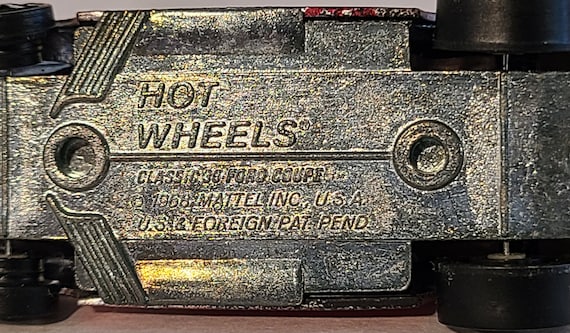 HOT
WHEELS®
CLASSIC '36 FORD COUPE
© 1968 MATTEL INC. U.S.A.
U.S. & FOREIGN PAT. PEND.